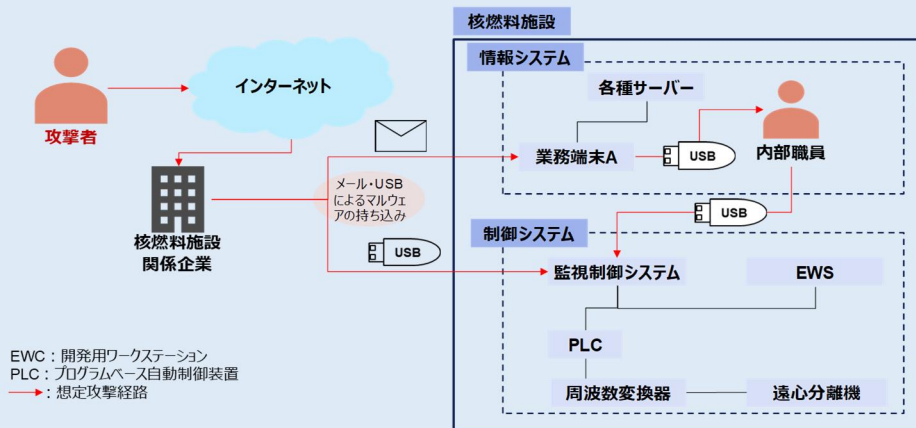 核燃料施設
情報システム
インターネット
各種サーバー
攻撃者
業務端末A
USB
内部職員
メール・USB
によるマルウェ
アの持ち込み
USB
制御システム
核燃料施設
関係企業
USB
監視制御システム
EWS
PLC
EWC：開発用ワークステーション
PLC：プログラムベース自動制御装置
：想定攻撃経路
周波数変換器
遠心分離機